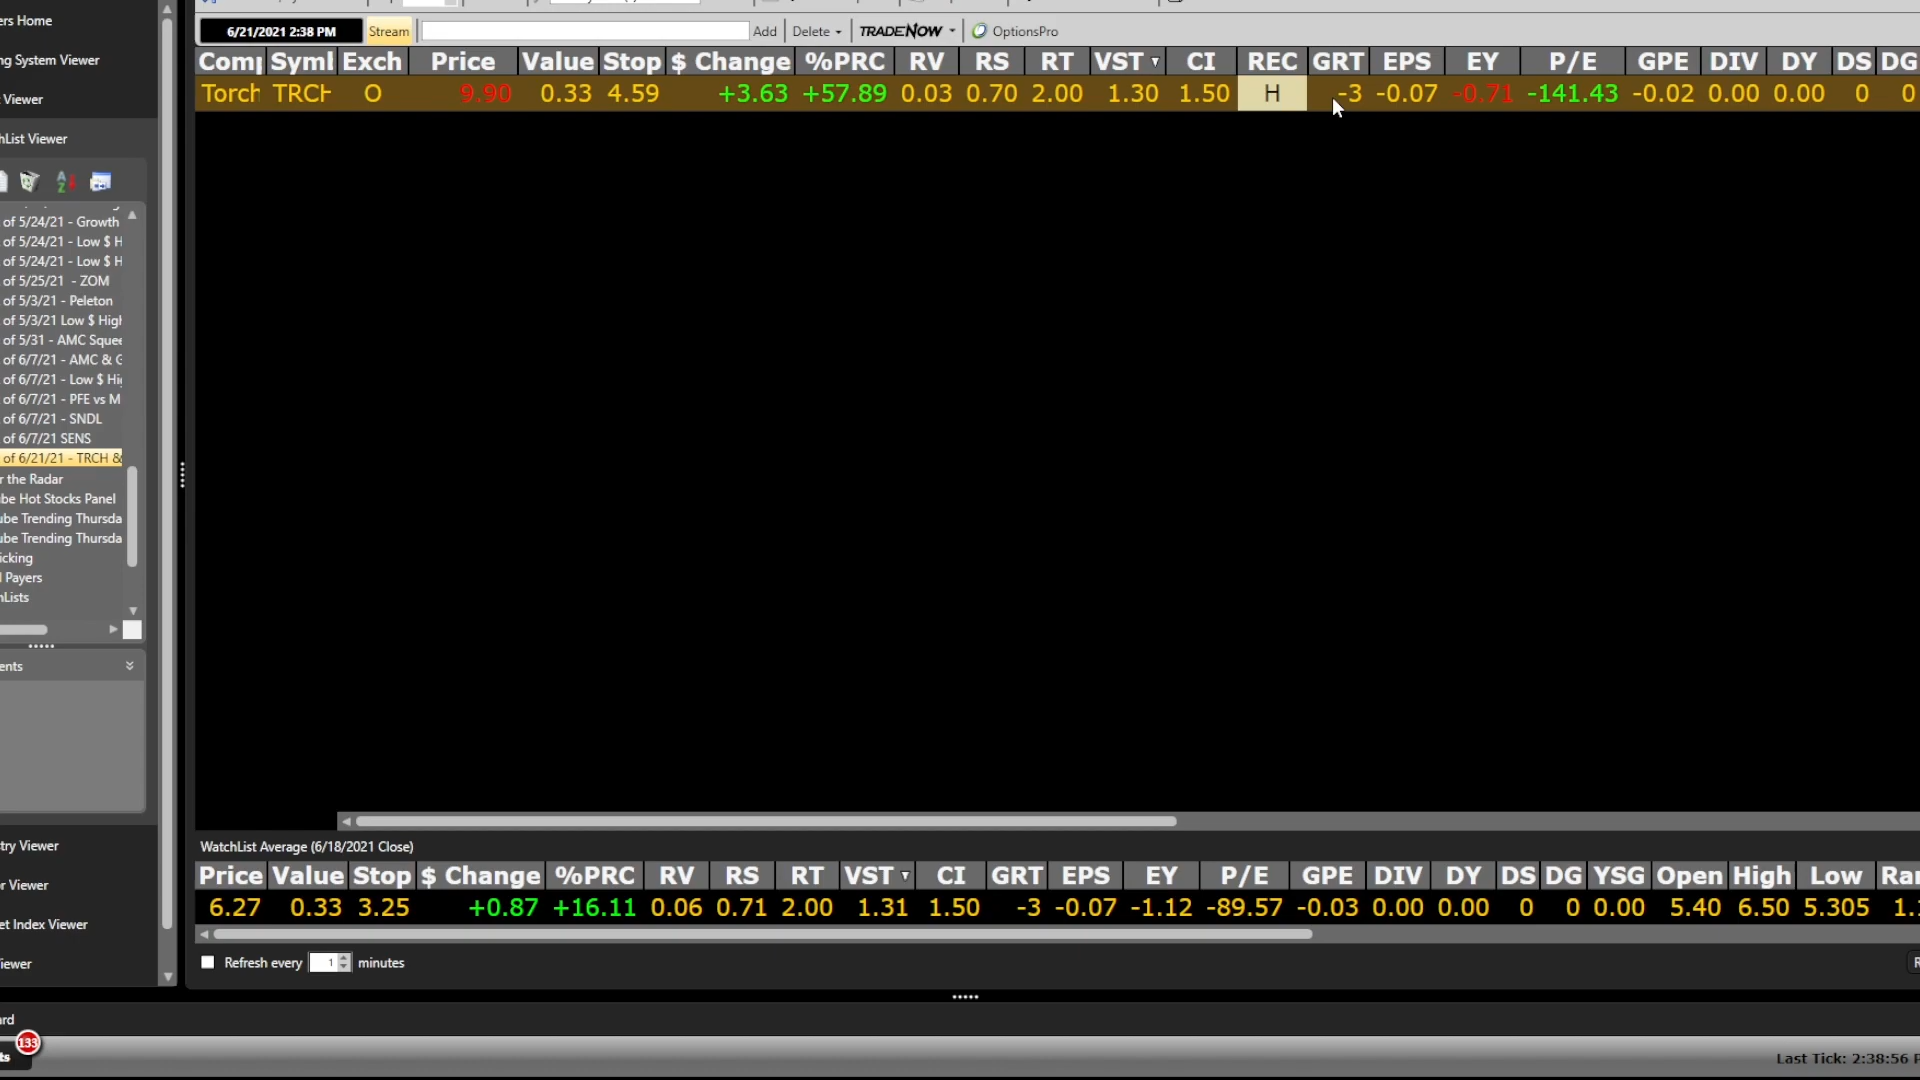 ers Home
ng System Viewer
Viewer
hList Viewer
of 5/24/21 - Growth
of 5/24/21 - Low $ H
of 5/24/21 - Low $ H
of 5/25/21 - ZOM
of 5/3/21 - Peleton
of 5/3/21 Low $ High
of 5/31 - AMC Squee
of 6/7/21 - AMC & G
of 6/7/21 - Low $ Hig
of 6/7/21 - PFE vs M
of 6/7/21 - SNDL
of 6/7/21 SENS
of 6/21/21 - TRCH &
r the Radar
be Hot Stocks Panel
ube Trending Thursda
ube Trending Thursda
icking
l Payers
hLists
ents
try Viewer
or Viewer
et Index Viewer
iewer
6/21/2021 2:38 PM Stream Add Delete TRADENOW OptionsPro
Comp Symb Exch Price Value Stop $ Change %PRC RV RS RT VST CI REC GRT EPS EY P/E GPE DIV DY DS DG
Torch TRCH O 9.90 0.33 4.59 +3.63 +57.89 0.03 0.70 2.00 1.30 1.50 H -3 -0.07 -0.71 -141.43 -0.02 0.00 0.00 0 0
WatchList Average (6/18/2021 Close)
Price Value Stop $ Change %PRC RV RS RT VST CI GRT EPS EY P/E GPE DIV DY DS DG YSG Open High Low Ran
6.27 0.33 3.25 +0.87 +16.11 0.06 0.71 2.00 1.31 1.50 -3 -0.07 -1.12 -89.57 -0.03 0.00 0.00 0 0 0.00 5.40 6.50 5.305 1.1
Refresh every 1 minutes
R
ard
133
ts
Last Tick: 2:38:56 P